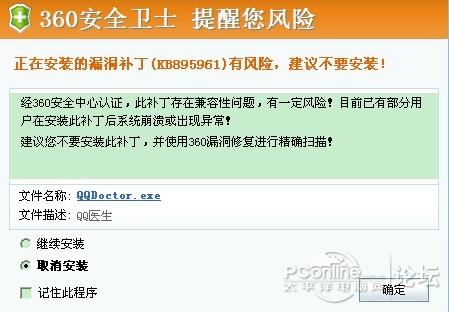 360安全卫士 提醒您风险
正在安装的漏洞补丁(KB895961)有风险，建议不要安装！
经360安全中心认证，此补丁存在兼容性问题，有一定风险！目前已有部分用
户在安装此补丁后系统崩溃或出现异常！
建议您不要安装此补丁，并使用360漏洞修复进行精确扫描！
文件名称: QQDoctor.exe
文件描述: QQ医生
继续安装
取消安装
记住此程序
确定
PConline 论坛
太平洋电脑网